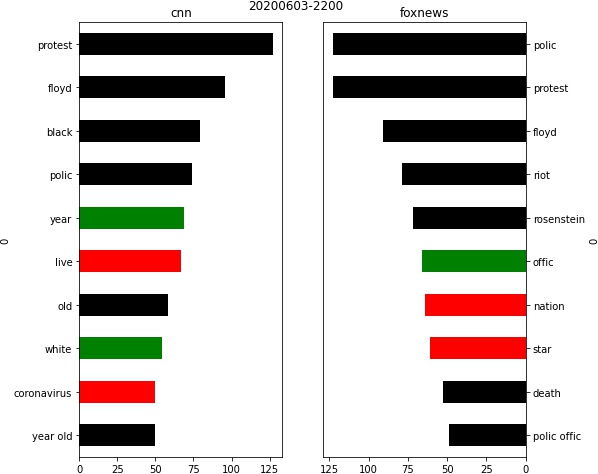 20200603-2200
cnn
foxnews
protest
floyd
black
polic
year
live
old
white
coronavirus
year old
0
0 25 50 75 100 125
polic
protest
floyd
riot
rosenstein
offic
nation
star
death
polic offic
0
125 100 75 50 25 0